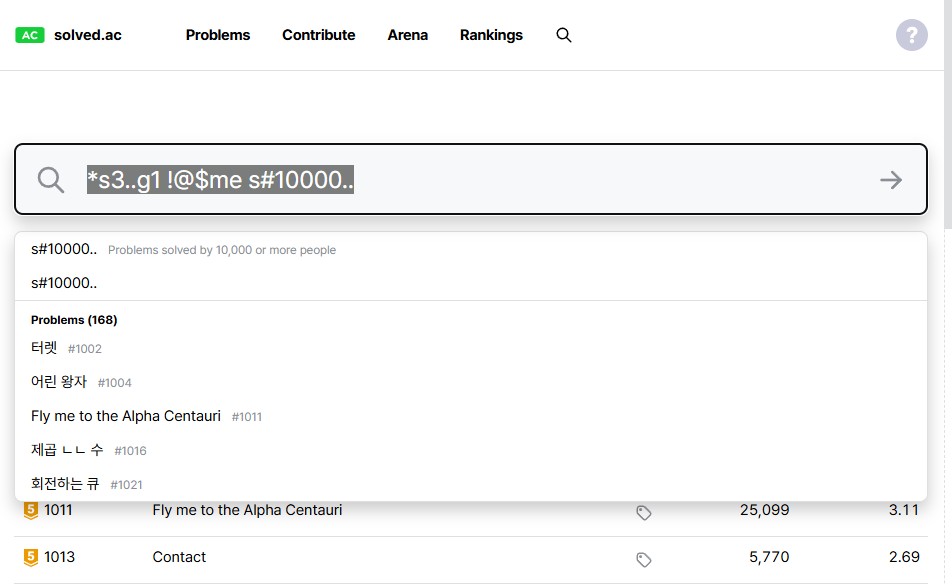 AC solved.ac Problems Contribute Arena Rankings ?
*s3..g1 !@$me s#10000..
s#10000.. Problems solved by 10,000 or more people
s#10000..
Problems (168)
터렛 #1002
어린 왕자 #1004
Fly me to the Alpha Centauri #1011
제곱 ㄴㄴ 수 #1016
회전하는 큐 #1021
5 1011 Fly me to the Alpha Centauri 25,099 3.11
5 1013 Contact 5,770 2.69